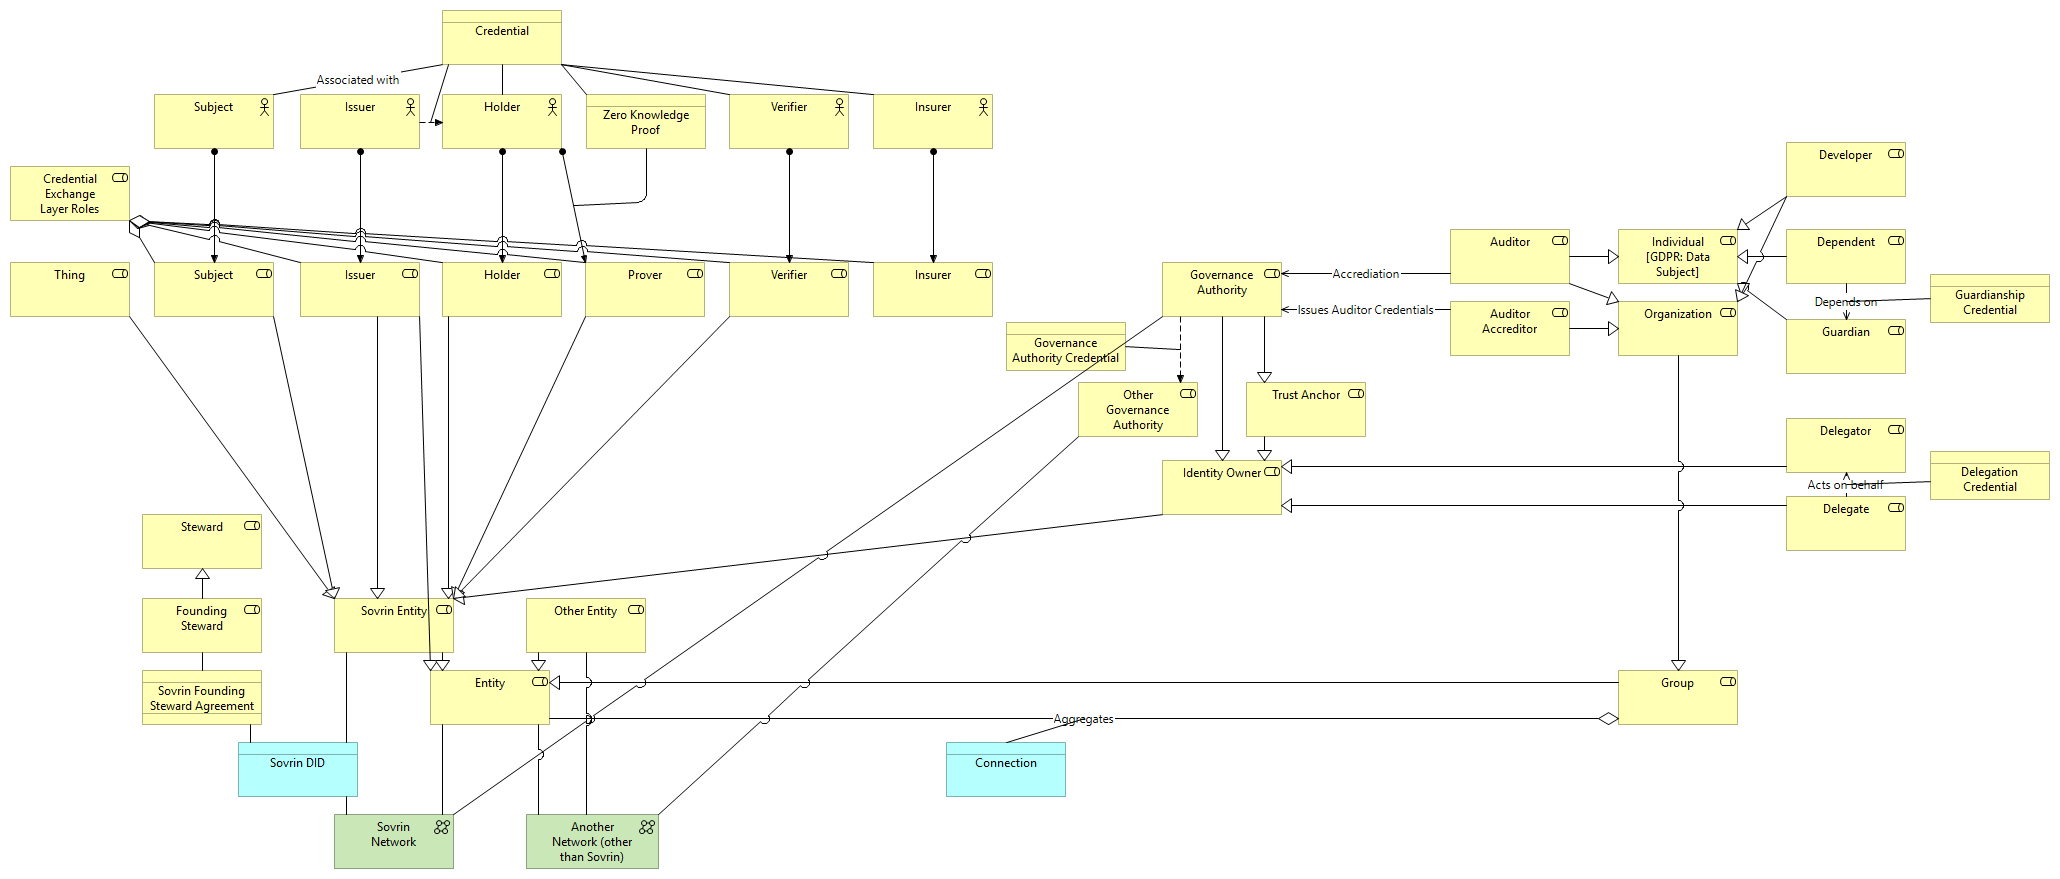 Credential
Associated with
Subject
Issuer
Holder
Zero Knowledge
Proof
Verifier
Insurer
Developer
Credential
Exchange
Layer Roles
Thing
Subject
Issuer
Holder
Prover
Verifier
Insurer
Governance
Authority
Accrediation
Auditor
Individual
[GDPR: Data
Subject]
Dependent
Issues Auditor Credentials
Auditor
Accreditor
Organization
Depends on
Guardianship
Credential
Guardian
Governance
Authority Credential
Other
Governance
Authority
Trust Anchor
Identity Owner
Delegator
Acts on behalf
Delegation
Credential
Delegate
Steward
Founding
Steward
Sovrin Entity
Other Entity
Sovrin Founding
Steward Agreement
Entity
Group
Aggregates
Sovrin DID
Connection
Sovrin
Network
Another
Network (other
than Sovrin)